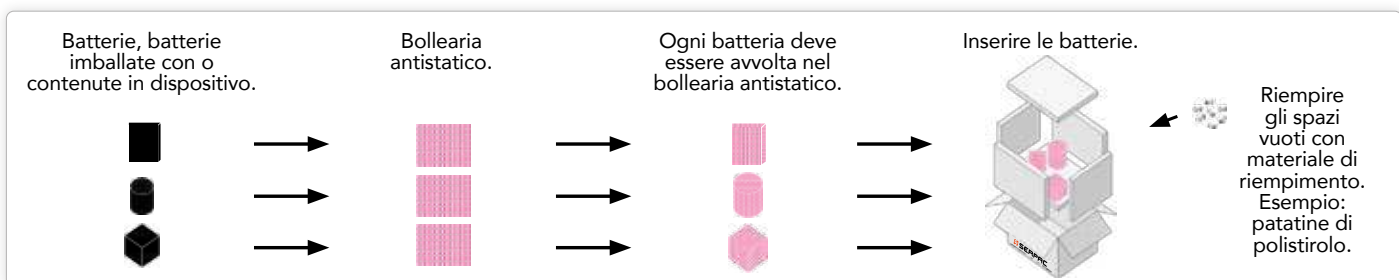 Batterie, batterie
imballate con o
contenute in dispositivo.
Bollearia
antistatico.
Ogni batteria deve
essere avvolta nel
bollearia antistatico.
Inserire le batterie.
Riempire
gli spazi
vuoti con
materiale di
riempimento.
Esempio:
patatine di
polistirolo.
SERPAC